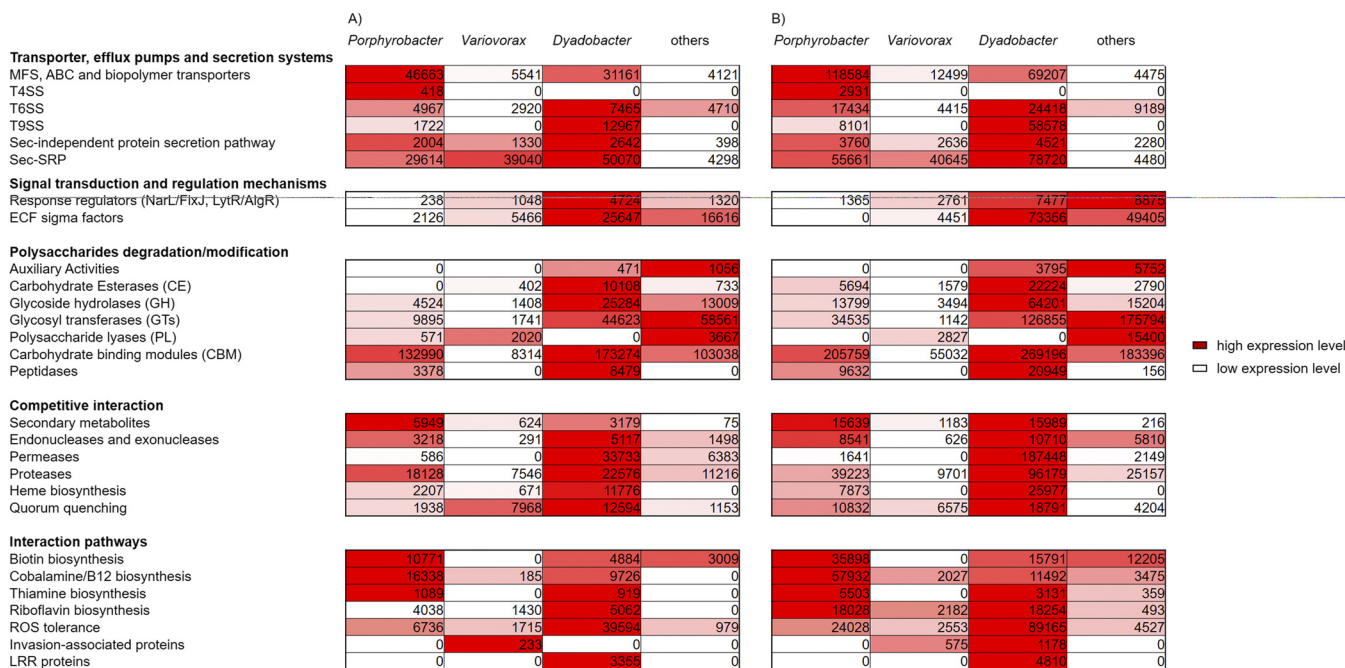 A) B)
Porphyrobacter Variovorax Dyadobacter others Porphyrobacter Variovorax Dyadobacter others
Transporter, efflux pumps and secretion systems
MFS, ABC and biopolymer transporters 46663 5541 31161 4121 118584 12499 69207 4475
T4SS 418 0 0 0 2931 0 0 0
T6SS 4967 2920 7465 4710 17434 4415 24418 9189
T9SS 1722 0 12967 0 8101 0 58578 0
Sec-independent protein secretion pathway 2004 1330 2642 398 3760 2636 4521 2280
Sec-SRP 29614 39040 50070 4298 55661 40645 78720 4480
Signal transduction and regulation mechanisms
Response regulators (NarL/FixJ, LytR/AlgR) 238 1048 4724 1320 1365 2761 7477 8875
ECF sigma factors 2126 5466 25647 16616 0 4451 73356 49405
Polysaccharides degradation/modification
Auxiliary Activities 0 0 471 1056 0 0 3795 5752
Carbohydrate Esterases (CE) 0 402 10108 733 5694 1579 22224 2790
Glycoside hydrolases (GH) 4524 1408 25284 13009 13799 3494 64201 15204
Glycosyl transferases (GTs) 9895 1741 44623 58561 34535 1142 126855 175794
Polysaccharide lyases (PL) 571 2020 0 3667 0 2827 0 15400
Carbohydrate binding modules (CBM) 132990 8314 173274 103038 205759 55032 269196 183396
Peptidases 3378 0 8479 0 9632 0 20949 156
high expression level
low expression level
Competitive interaction
Secondary metabolites 5949 624 3179 75 15639 1183 15989 216
Endonucleases and exonucleases 3218 291 5117 1498 8541 626 10710 5810
Permeases 586 0 33733 6383 1641 0 187448 2149
Proteases 18128 7546 22576 11216 39223 9701 96179 25157
Heme biosynthesis 2207 671 11776 0 7873 0 25977 0
Quorum quenching 1938 7968 12594 1153 10832 6575 18791 4204
Interaction pathways
Biotin biosynthesis 10771 0 4884 3009 35898 0 15791 12205
Cobalamine/B12 biosynthesis 16338 185 9726 0 57932 2027 11492 3475
Thiamine biosynthesis 1089 0 919 0 5503 0 3131 359
Riboflavin biosynthesis 4038 1430 5062 0 18028 2182 18254 493
ROS tolerance 6736 1715 39594 979 24028 2553 89165 4527
Invasion-associated proteins 0 233 0 0 0 575 1178 0
LRR proteins 0 0 3355 0 0 0 4810 0